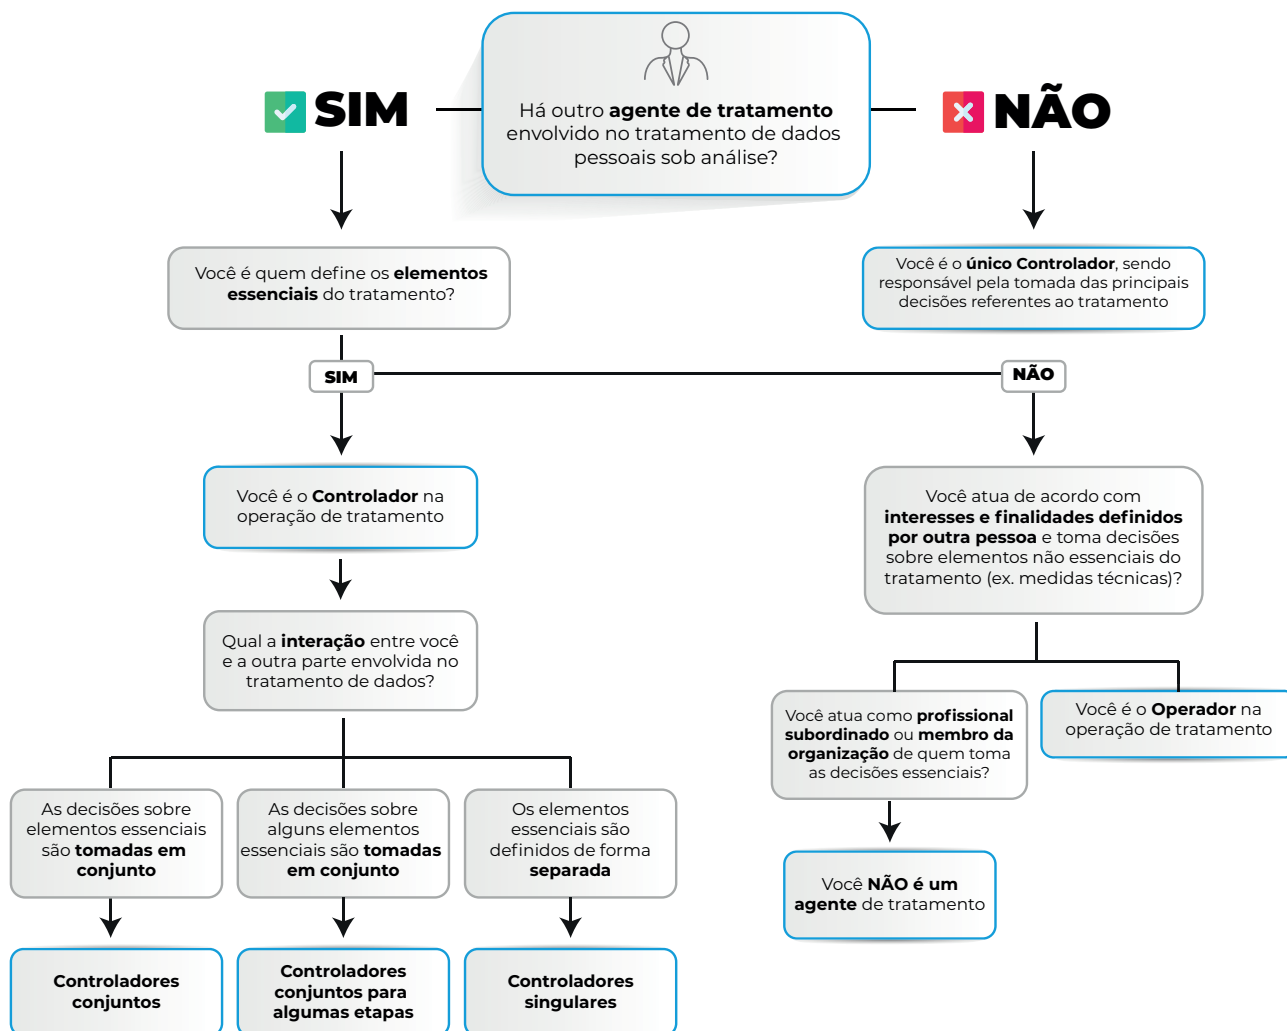 Há outro agente de tratamento
envolvido no tratamento de dados
pessoais sob análise?
SIM
NÃO
Você é quem define os elementos
essenciais do tratamento?
Você é o único Controlador, sendo
responsável pela tomada das principais
decisões referentes ao tratamento
SIM
NÃO
Você é o Controlador na
operação de tratamento
Você atua de acordo com
interesses e finalidades definidos
por outra pessoa e toma decisões
sobre elementos não essenciais do
tratamento (ex. medidas técnicas)?
Qual a interação entre você
e a outra parte envolvida no
tratamento de dados?
Você atua como profissional
subordinado ou membro da
organização de quem toma
as decisões essenciais?
Você é o Operador na
operação de tratamento
As decisões sobre
elementos essenciais
são tomadas em
conjunto
As decisões sobre
alguns elementos
essenciais são tomadas
em conjunto
Os elementos
essenciais são
definidos de forma
separada
Você NÃO é um
agente de tratamento
Controladores
conjuntos
Controladores
conjuntos para
algumas etapas
Controladores
singulares